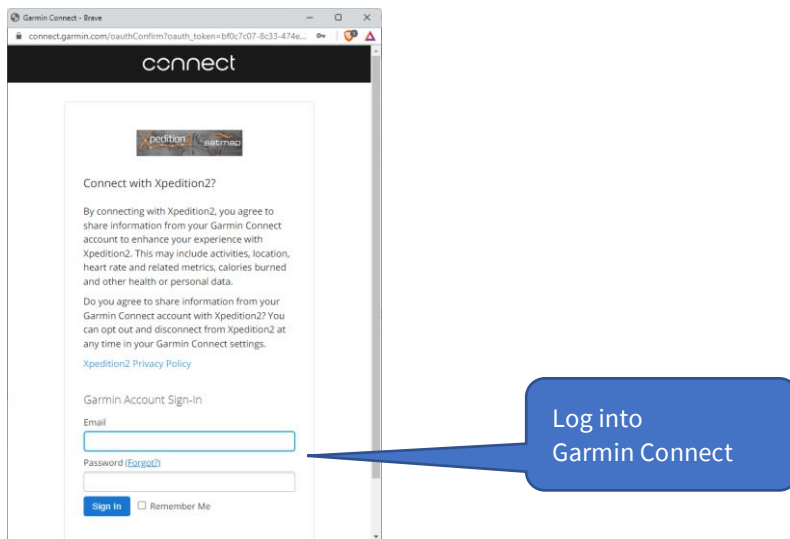 Garmin Connect - Brave
connect.garmin.com/oauthConfirm?oauth_token=bf0c7c07-8c33-474e...
connect
Xpedition2 satmap
Connect with Xpedition2?
By connecting with Xpedition2, you agree to
share information from your Garmin Connect
account to enhance your experience with
Xpedition2. This may include activities, location,
heart rate and related metrics, calories burned
and other health or personal data.
Do you agree to share information from your
Garmin Connect account with Xpedition2? You
can opt out and disconnect from Xpedition2 at
any time in your Garmin Connect settings.
Xpedition2 Privacy Policy
Garmin Account Sign-In
Email
Password (Forgot?)
Sign In Remember Me
Log into
Garmin Connect